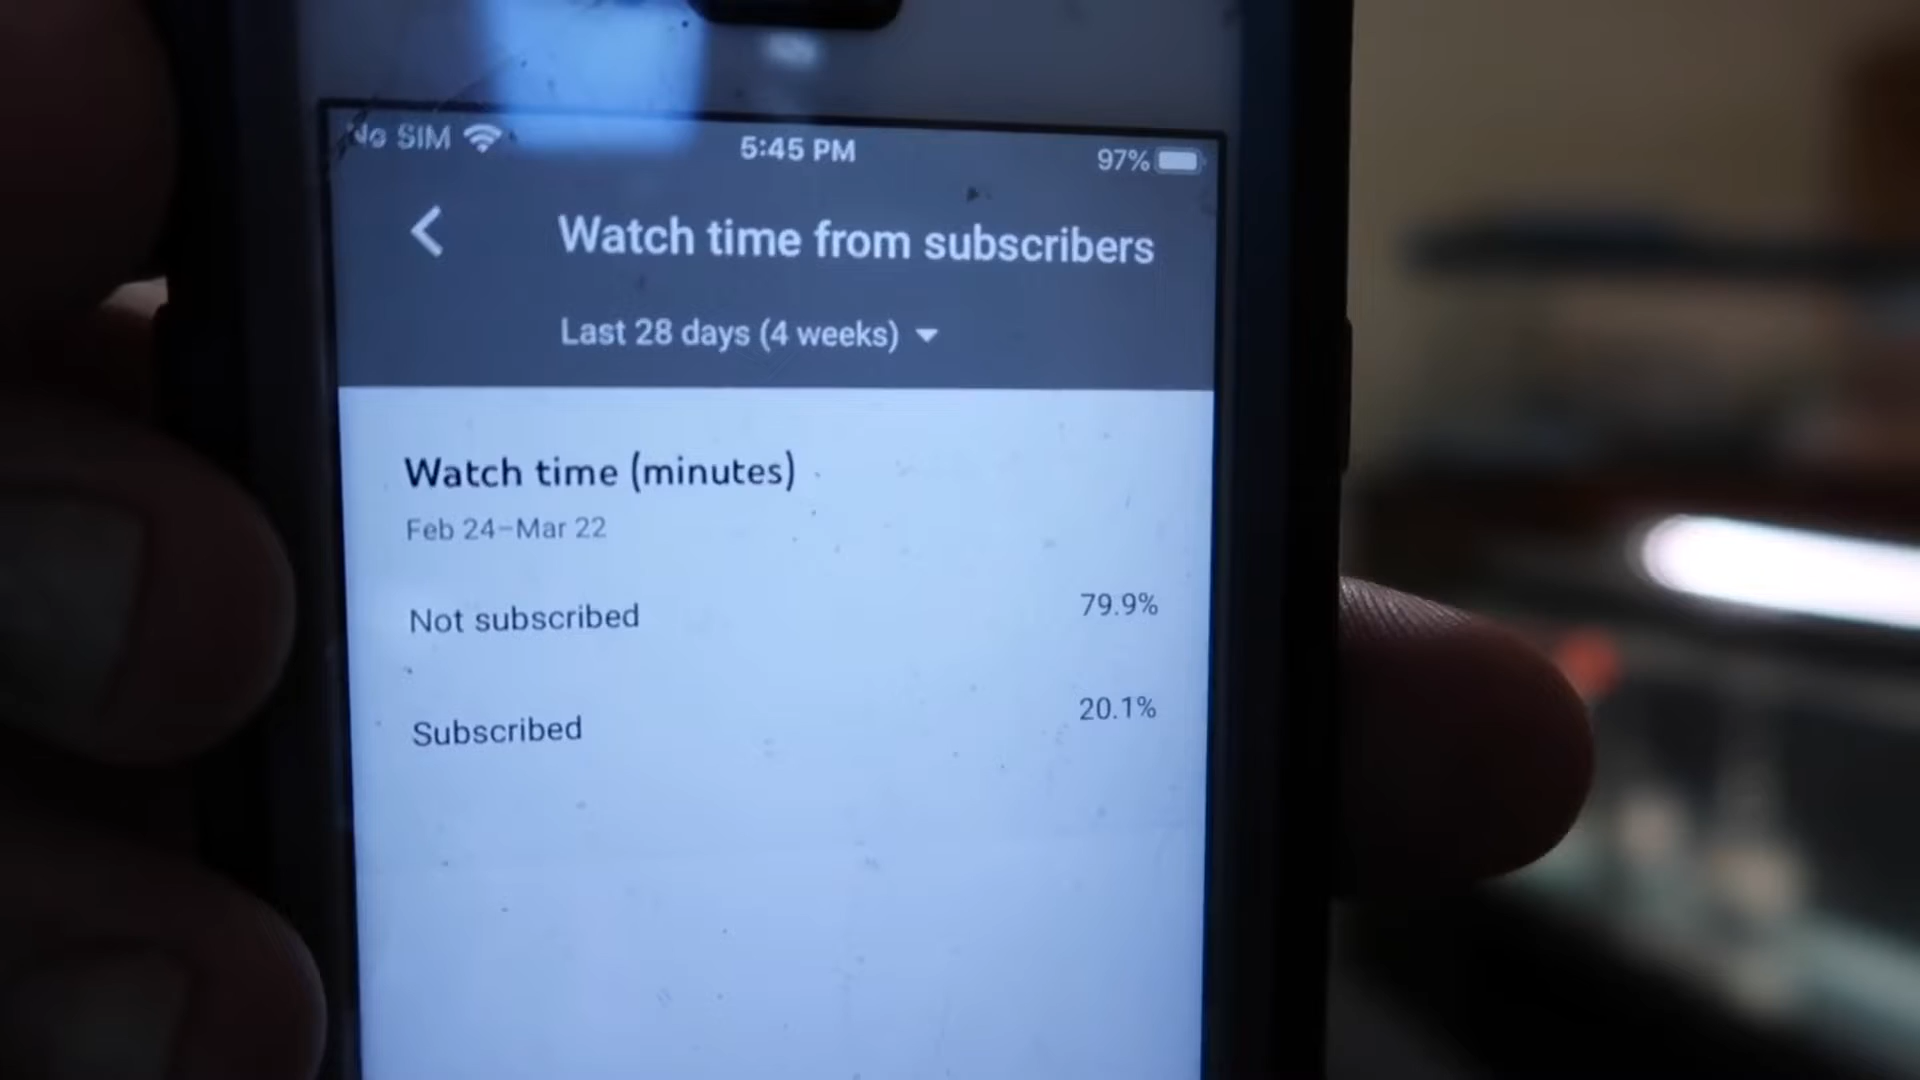 No SIM 5:45 PM 97%
Watch time from subscribers
Last 28 days (4 weeks)
Watch time (minutes)
Feb 24–Mar 22
Not subscribed 79.9%
Subscribed 20.1%